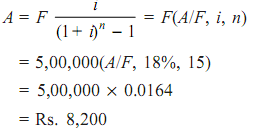 A = F i / ((1 + i)ⁿ − 1) = F(A/F, i, n)
= 5,00,000(A/F, 18%, 15)
= 5,00,000 × 0.0164
= Rs. 8,200